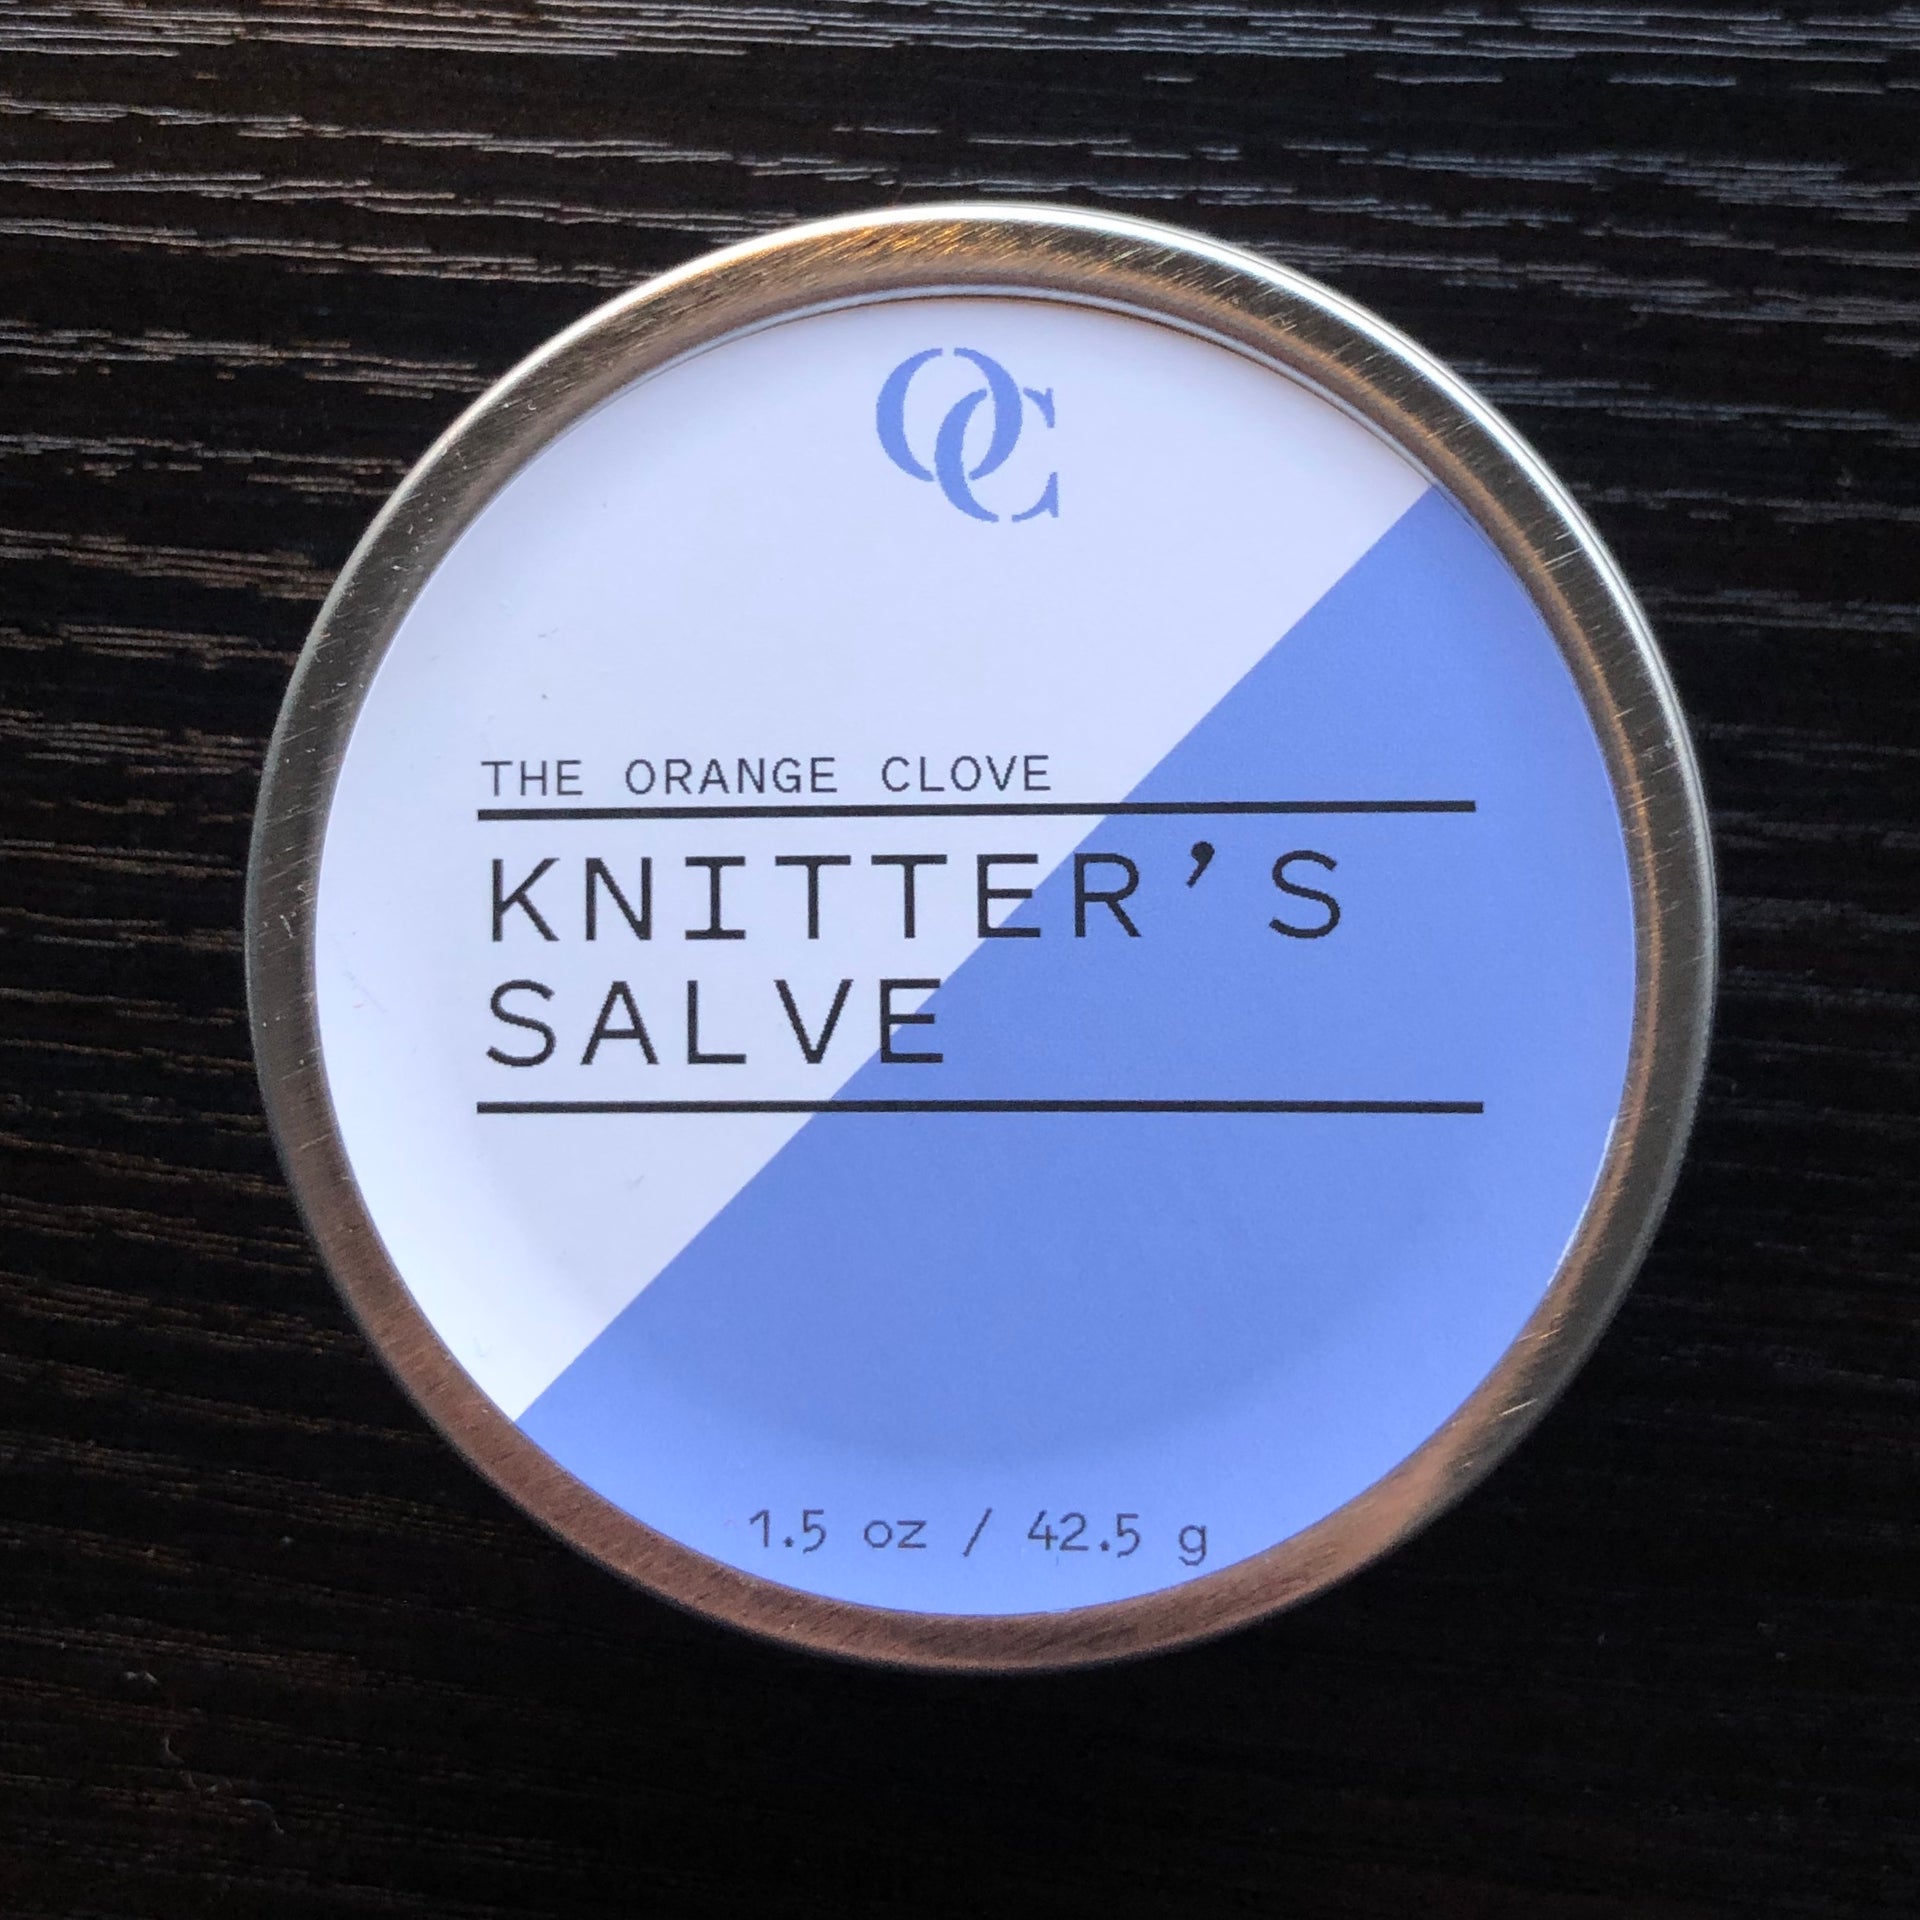 OC
THE ORANGE CLOVE
KNITTER'S
SALVE
1.5 oz / 42.5 g